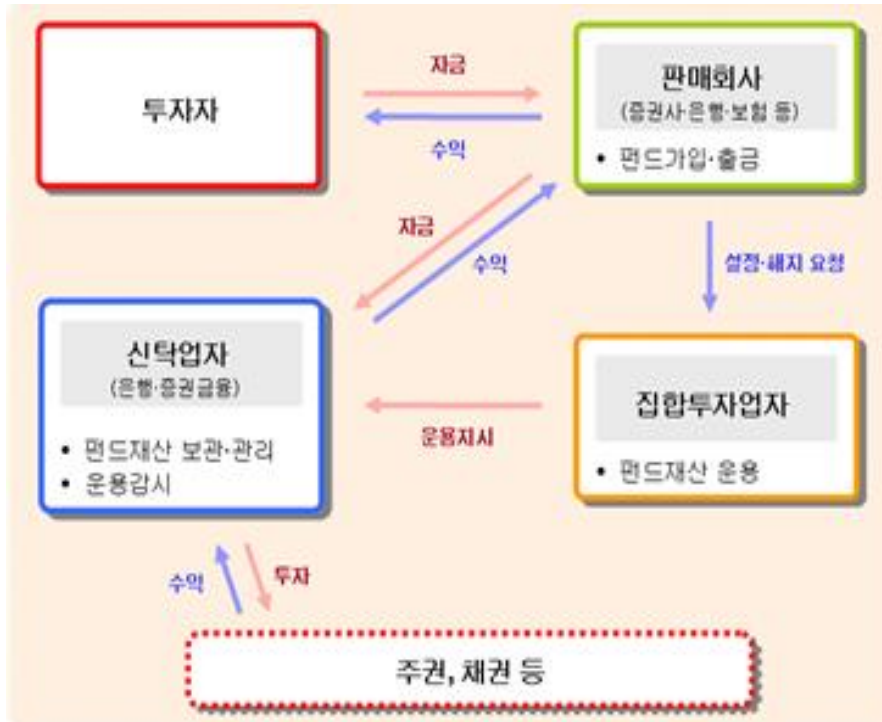 투자자
자금
수익
판매회사
(증권사·은행·보험 등)
• 펀드가입·출금
자금
수익
설정·해지 요청
신탁업자
(은행·증권금융)
• 펀드재산 보관·관리
• 운용감시
운용지시
집합투자업자
• 펀드재산 운용
수익
투자
주권, 채권 등